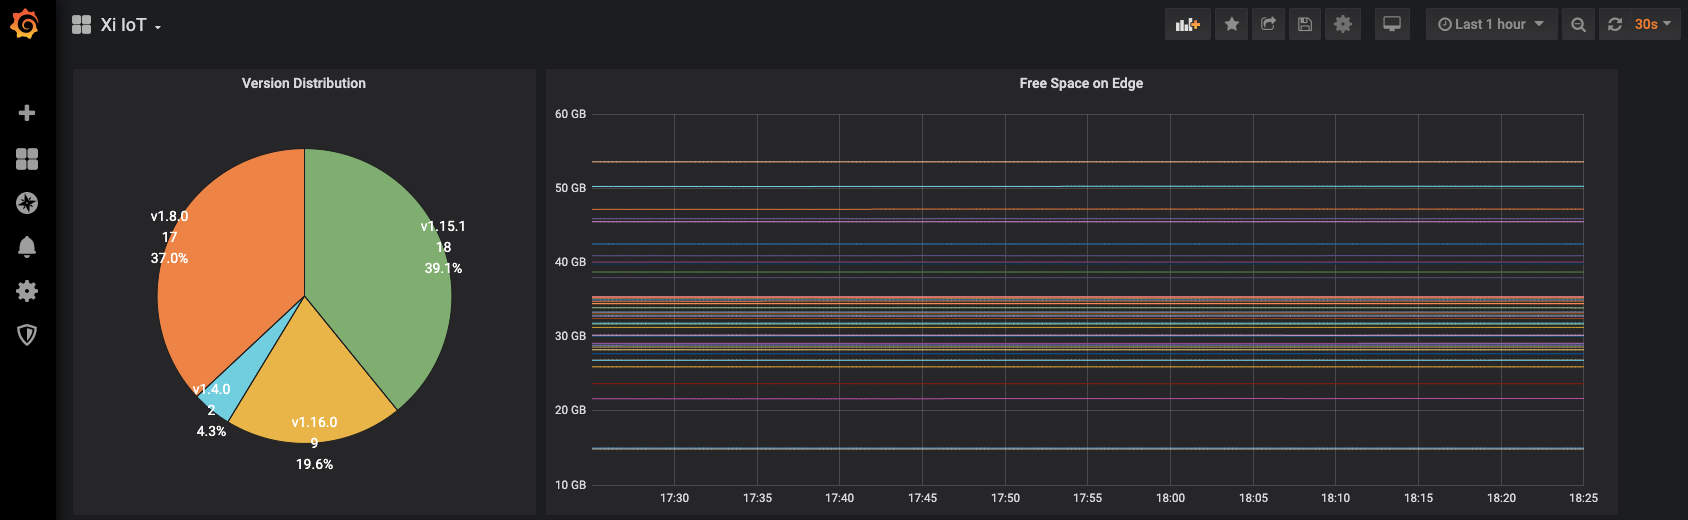 Xi IoT
Last 1 hour
30s
Version Distribution
v1.8.0
17
37.0%
v1.15.1
18
39.1%
v1.4.0
2
4.3%
v1.16.0
9
19.6%
Free Space on Edge
60 GB
50 GB
40 GB
30 GB
20 GB
10 GB
17:30 17:35 17:40 17:45 17:50 17:55 18:00 18:05 18:10 18:15 18:20 18:25